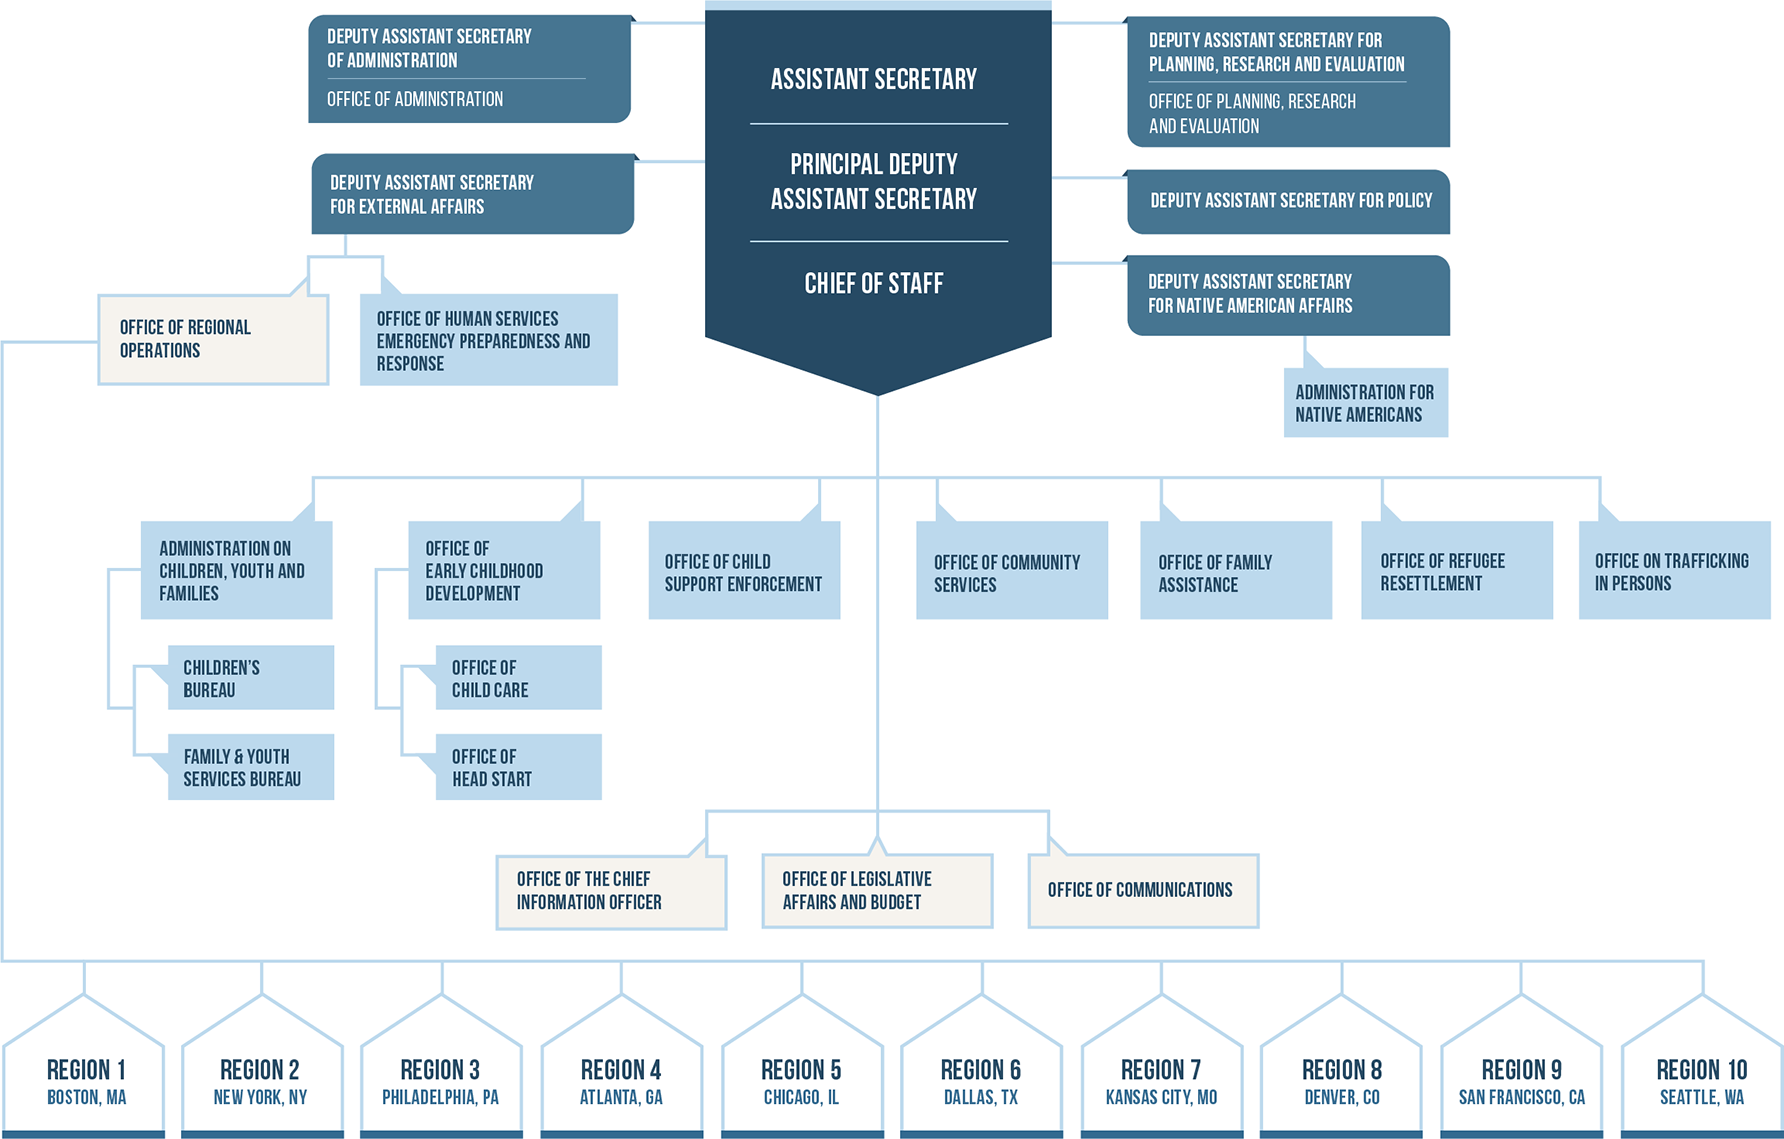 DEPUTY ASSISTANT SECRETARY
OF ADMINISTRATION
OFFICE OF ADMINISTRATION
DEPUTY ASSISTANT SECRETARY
FOR EXTERNAL AFFAIRS
ASSISTANT SECRETARY
PRINCIPAL DEPUTY
ASSISTANT SECRETARY
CHIEF OF STAFF
DEPUTY ASSISTANT SECRETARY FOR
PLANNING, RESEARCH AND EVALUATION
OFFICE OF PLANNING, RESEARCH
AND EVALUATION
DEPUTY ASSISTANT SECRETARY FOR POLICY
DEPUTY ASSISTANT SECRETARY
FOR NATIVE AMERICAN AFFAIRS
OFFICE OF REGIONAL
OPERATIONS
OFFICE OF HUMAN SERVICES
EMERGENCY PREPAREDNESS AND
RESPONSE
ADMINISTRATION FOR
NATIVE AMERICANS
ADMINISTRATION ON
CHILDREN, YOUTH AND
FAMILIES
OFFICE OF
EARLY CHILDHOOD
DEVELOPMENT
OFFICE OF CHILD
SUPPORT ENFORCEMENT
OFFICE OF COMMUNITY
SERVICES
OFFICE OF FAMILY
ASSISTANCE
OFFICE OF REFUGEE
RESETTLEMENT
OFFICE ON TRAFFICKING
IN PERSONS
CHILDREN'S
BUREAU
FAMILY & YOUTH
SERVICES BUREAU
OFFICE OF
CHILD CARE
OFFICE OF
HEAD START
OFFICE OF THE CHIEF
INFORMATION OFFICER
OFFICE OF LEGISLATIVE
AFFAIRS AND BUDGET
OFFICE OF COMMUNICATIONS
REGION 1
BOSTON, MA
REGION 2
NEW YORK, NY
REGION 3
PHILADELPHIA, PA
REGION 4
ATLANTA, GA
REGION 5
CHICAGO, IL
REGION 6
DALLAS, TX
REGION 7
KANSAS CITY, MO
REGION 8
DENVER, CO
REGION 9
SAN FRANCISCO, CA
REGION 10
SEATTLE, WA